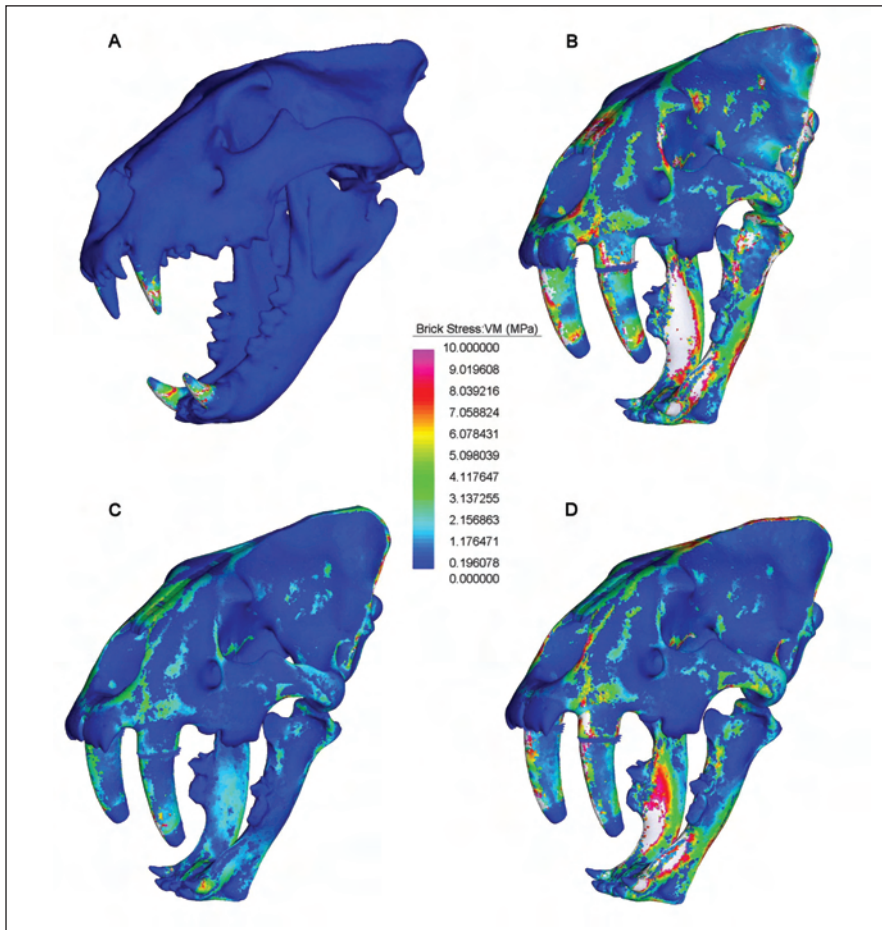 A
B
Brick Stress:VM (MPa)
10.000000
9.019608
8.039216
7.058824
6.078431
5.098039
4.117647
3.137255
2.156863
1.176471
0.196078
0.000000
C
D